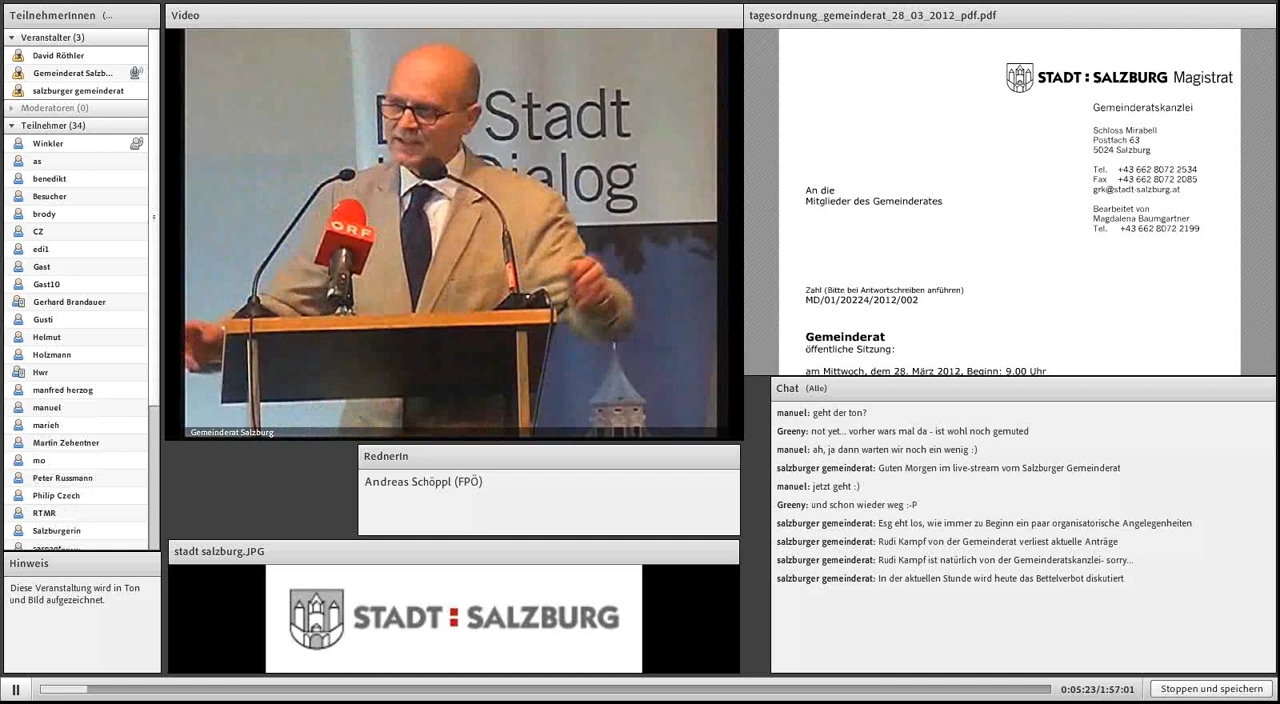 TeilnehmerInnen (...
Veranstalter (3)
David Röthler
Gemeinderat Salzb...
salzburger gemeinderat
Moderatoren (0)
Teilnehmer (34)
Winkler
as
benedikt
Besucher
brody
CZ
edi1
Gast
Gast10
Gerhard Brandauer
Gusti
Helmut
Holzmann
Hwr
manfred herzog
manuel
marieh
Martin Zehentner
mo
Peter Russmann
Philip Czech
RTMR
Salzburgerin
Hinweis
Diese Veranstaltung wird in Ton
und BIld aufgezeichnet.
Video
Stadt
ialog
ORF
Gemeinderat Salzburg
RednerIn
Andreas Schöppl (FPÖ)
stadt salzburg.JPG
STADT : SALZBURG
tagesordnung_gemeinderat_28_03_2012_pdf.pdf
STADT : SALZBURG Magistrat
Gemeinderatskanzlei
Schloss Mirabell
Postfach 63
5024 Salzburg
Tel. +43 662 8072 2534
Fax +43 662 8072 2085
grk@stadt-salzburg.at
An die
Mitglieder des Gemeinderates
Bearbeitet von
Magdalena Baumgartner
Tel. +43 662 8072 2199
Zahl (Bitte bei Antwortschreiben anführen)
MD/01/20224/2012/002
Gemeinderat
öffentliche Sitzung:
am Mittwoch, dem 28. März 2012, Beginn: 9.00 Uhr
Chat (Alle)
manuel: geht der ton?
Greeny: not yet... vorher wars mal da - ist wohl noch gemuted
manuel: ah, ja dann warten wir noch ein wenig :)
salzburger gemeinderat: Guten Morgen im live-stream vom Salzburger Gemeinderat
manuel: jetzt geht :)
Greeny: und schon wieder weg :-P
salzburger gemeinderat: Esg eht los, wie immer zu Beginn ein paar organisatorische Angelegenheiten
salzburger gemeinderat: Rudi Kampf von der Gemeinderat verliest aktuelle Anträge
salzburger gemeinderat: Rudi Kampf ist natürlich von der Gemeinderatskanzlei- sorry...
salzburger gemeinderat: In der aktuellen Stunde wird heute das Bettelverbot diskutiert
0:05:23/1:57:01
Stoppen und speichern